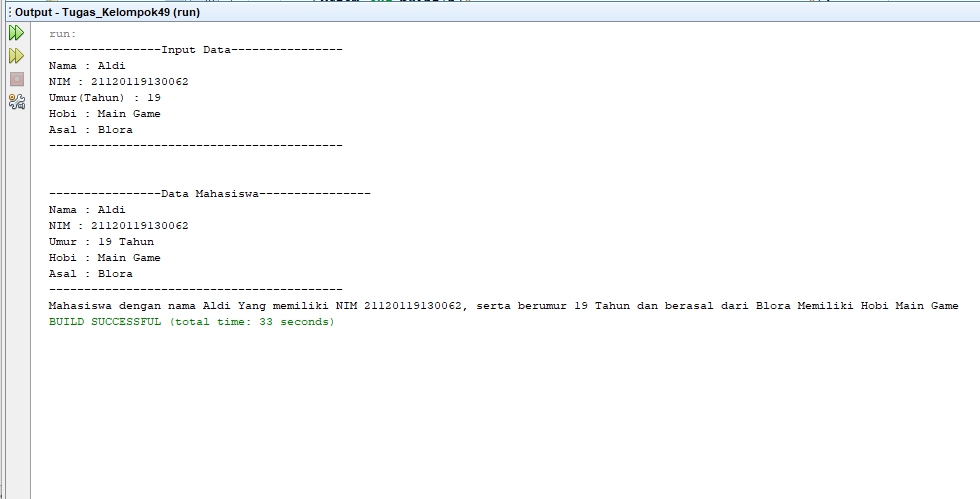 Output - Tugas_Kelompok49 (run)
run:
----------------Input Data----------------
Nama : Aldi
NIM : 21120119130062
Umur(Tahun) : 19
Hobi : Main Game
Asal : Blora
------------------------------------------
----------------Data Mahasiswa----------------
Nama : Aldi
NIM : 21120119130062
Umur : 19 Tahun
Hobi : Main Game
Asal : Blora
------------------------------------------
Mahasiswa dengan nama Aldi Yang memiliki NIM 21120119130062, serta berumur 19 Tahun dan berasal dari Blora Memiliki Hobi Main Game
BUILD SUCCESSFUL (total time: 33 seconds)